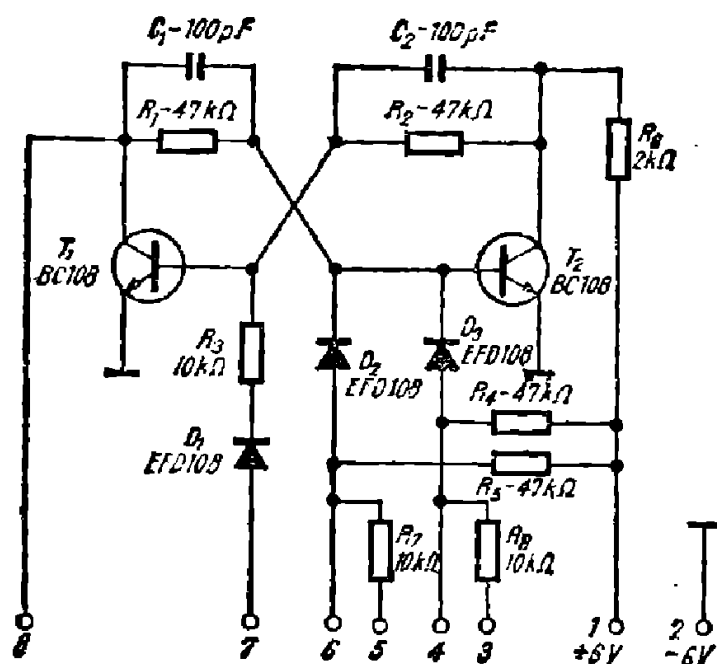 C₁-100pF
C₂-100pF
R₁-47kΩ
R₂-47kΩ
R₆
2kΩ
T₁
BC108
T₂
BC108
R₃
10kΩ
D₂
EFD108
D₃
EFD108
R₄-47kΩ
D₁
EFD108
R₅-47kΩ
R₇
10kΩ
R₈
10kΩ
8
7
6
5
4
3
1
+6V
2
-6V